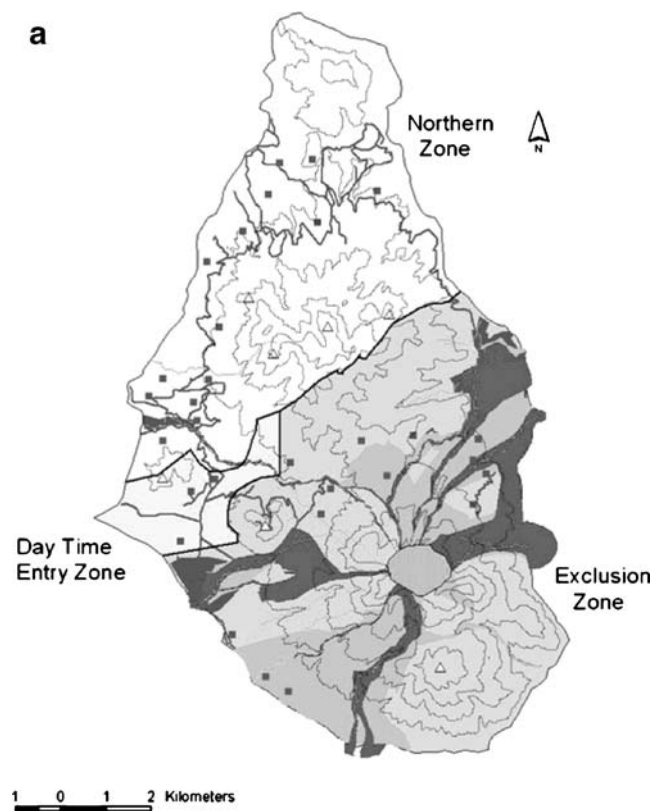 a
Northern
Zone
N
Day Time
Entry Zone
Exclusion
Zone
1 0 1 2 Kilometers